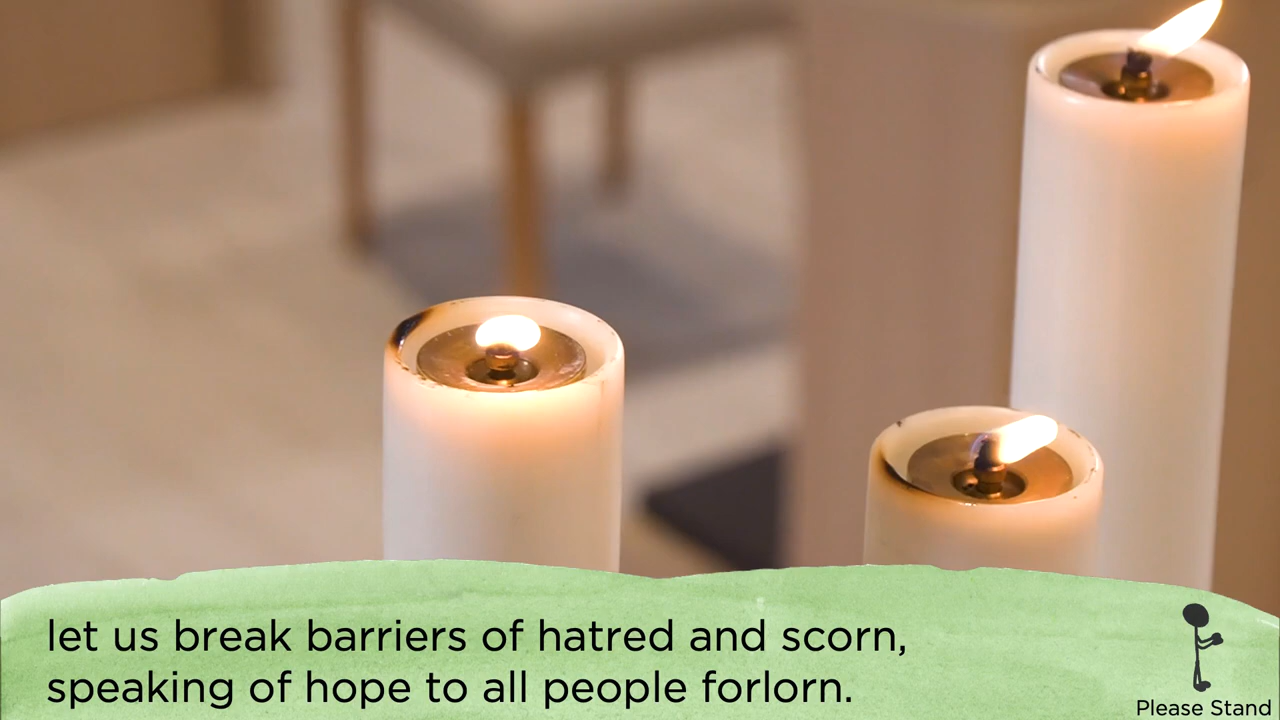 let us break barriers of hatred and scorn,
speaking of hope to all people forlorn.
Please Stand